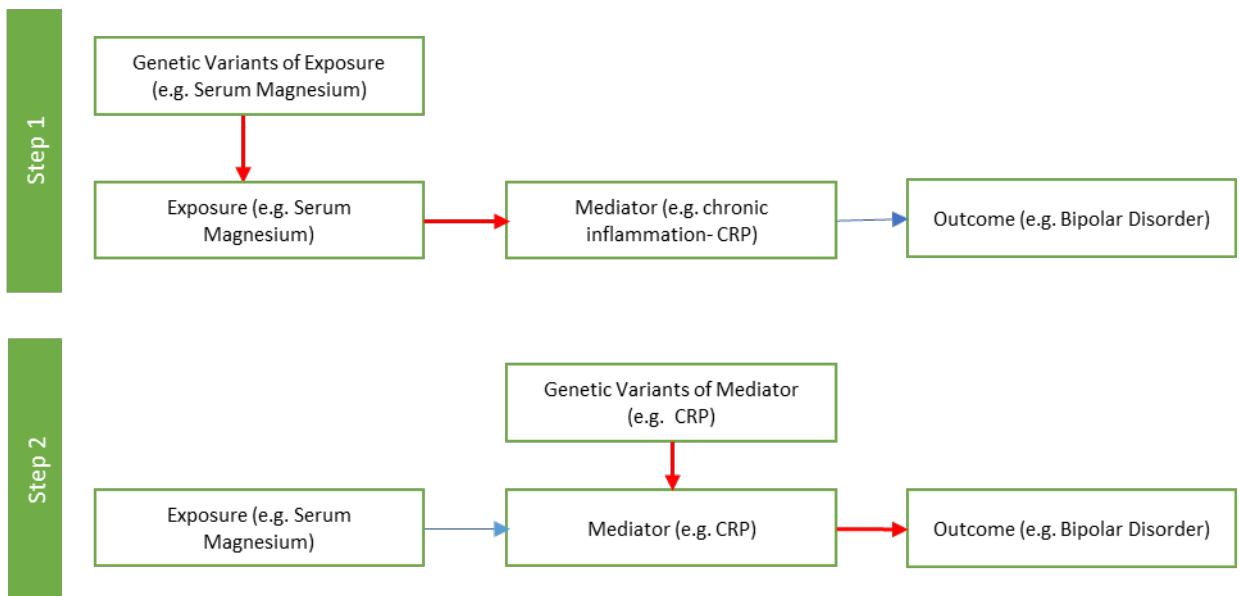 Step 1
Genetic Variants of Exposure
(e.g. Serum Magnesium)
Exposure (e.g. Serum
Magnesium)
Mediator (e.g. chronic
inflammation- CRP)
Outcome (e.g. Bipolar Disorder)
Step 2
Genetic Variants of Mediator
(e.g. CRP)
Exposure (e.g. Serum
Magnesium)
Mediator (e.g. CRP)
Outcome (e.g. Bipolar Disorder)